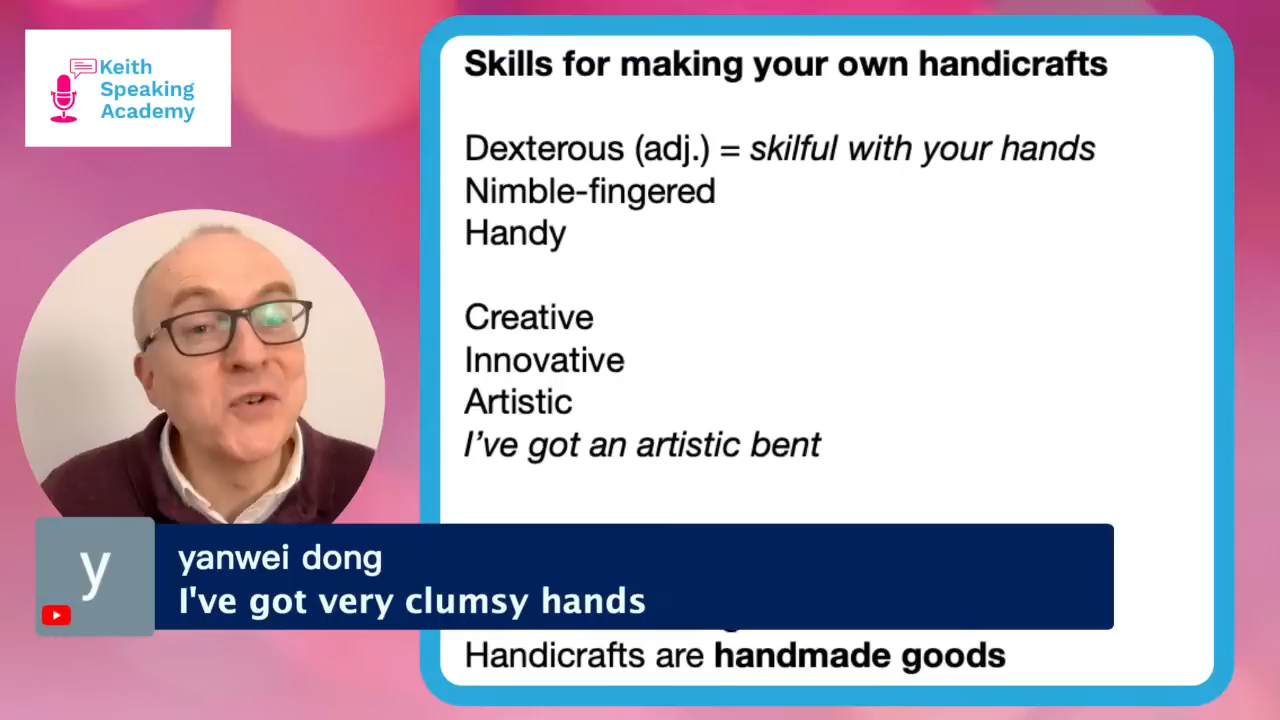 Keith
Speaking
Academy
Skills for making your own handicrafts
Dexterous (adj.) = skilful with your hands
Nimble-fingered
Handy
Creative
Innovative
Artistic
I've got an artistic bent
y
yanwei dong
I've got very clumsy hands
Handicrafts are handmade goods